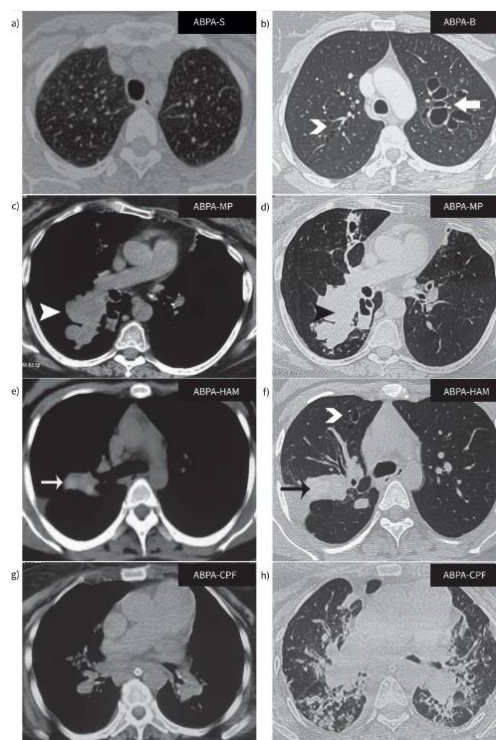 a) ABPA-S
b) ABPA-B
c) ABPA-MP
d) ABPA-MP
e) ABPA-HAM
f) ABPA-HAM
g) ABPA-CPF
h) ABPA-CPF